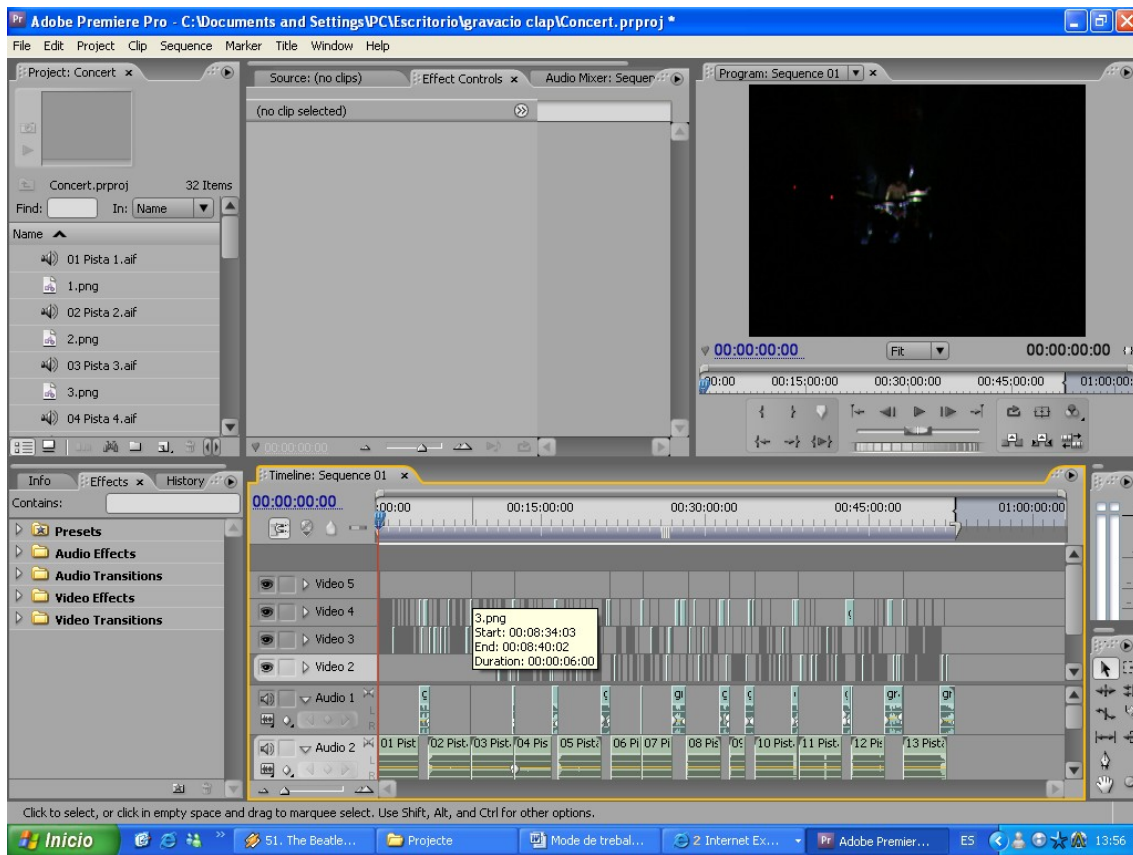 Adobe Premiere Pro - C:\Documents and Settings\PC\Escritorio\gravacio clap\Concert.prproj *
File Edit Project Clip Sequence Marker Title Window Help
Project: Concert
Source: (no clips) Effect Controls Audio Mixer: Sequen
Program: Sequence 01
(no clip selected)
Concert.prproj 32 Items
Find: In: Name
Name
01 Pista 1.aif
1.png
02 Pista 2.aif
2.png
03 Pista 3.aif
3.png
04 Pista 4.aif
00:00:00:00
00:00:00:00 Fit 00:00:00:00
00:00 00:15:00:00 00:30:00:00 00:45:00:00 01:00:00:
Info Effects History
Contains:
Presets
Audio Effects
Audio Transitions
Video Effects
Video Transitions
Timeline: Sequence 01
00:00:00:00
:00:00 00:15:00:00 00:30:00:00 00:45:00:00 01:00:00:00
Video 5
Video 4
Video 3
Video 2
3.png
Start: 00:08:34:03
End: 00:08:40:02
Duration: 00:00:06:00
Audio 1 L R
Audio 2 L R
01 Pist 02 Pist. 03 Pist. 04 Pis 05 Pista 06 Pi 07 Pi 08 Pis 09 10 Pist. 11 Pist. 12 Pis 13 Pista
Click to select, or click in empty space and drag to marquee select. Use Shift, Alt, and Ctrl for other options.
Inicio 51. The Beatle... Projecte Mode de trebal... 2 Internet Ex... Adobe Premier... ES 13:56